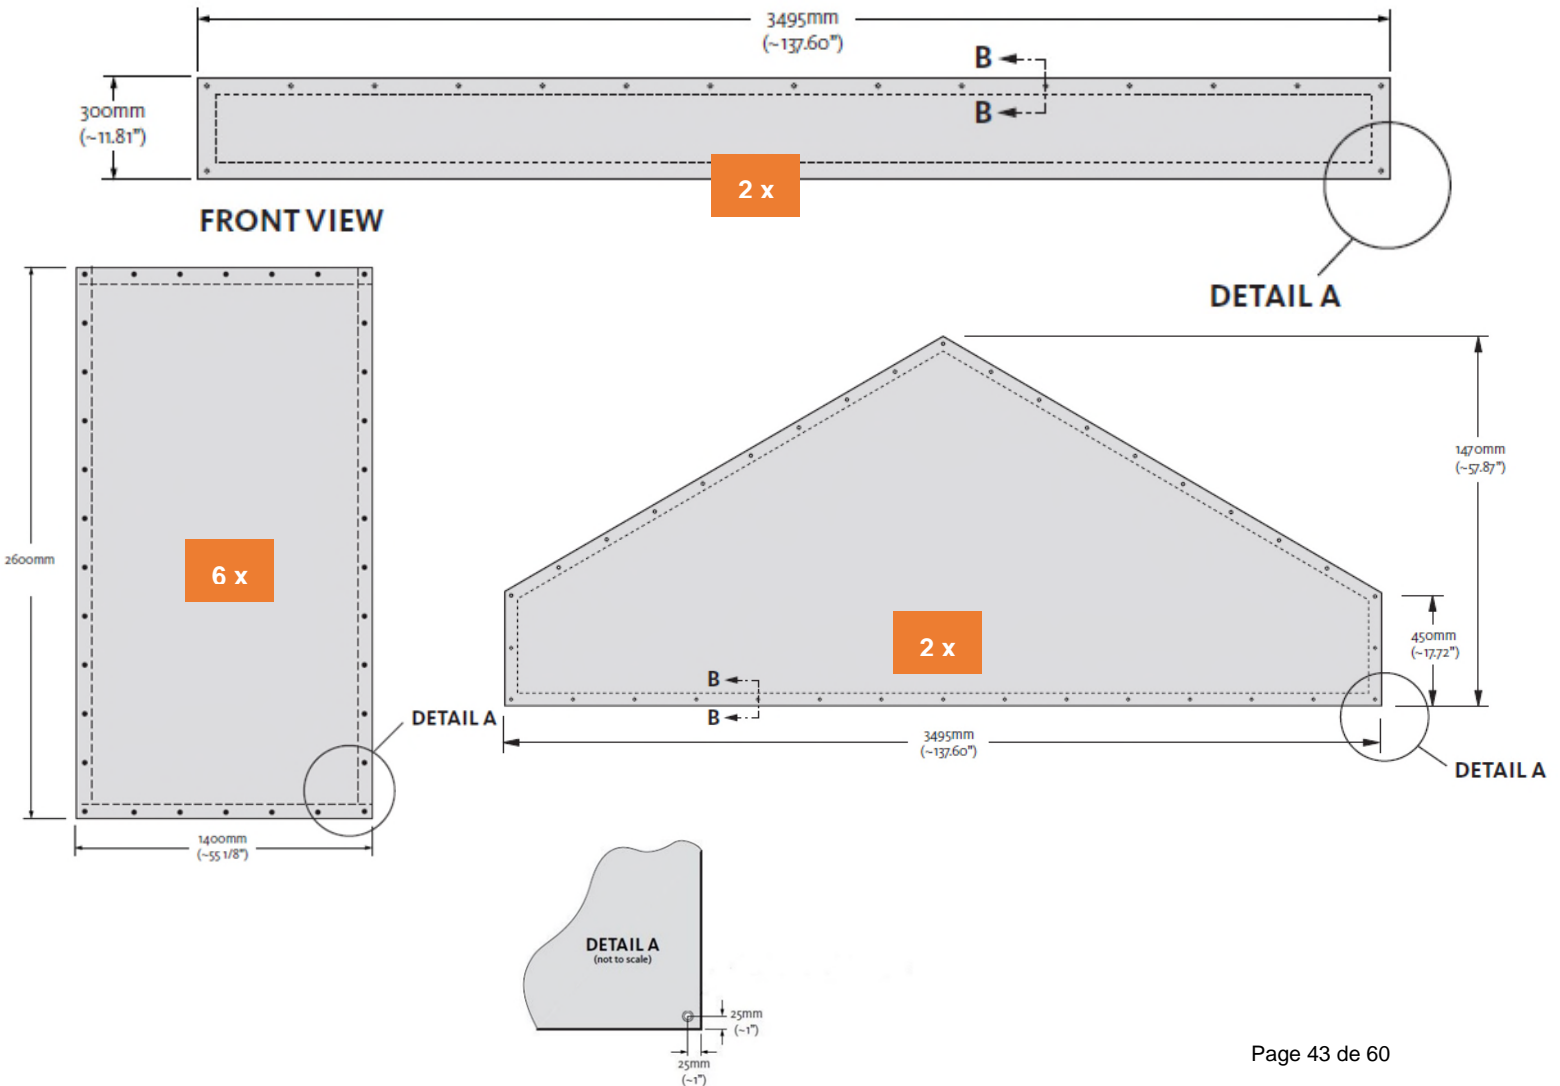 3495mm
(~137.60”)
B
B
300mm
(~11.81”)
2 x
FRONT VIEW
DETAIL A
2600mm
6 x
DETAIL A
1400mm
(~55 1/8”)
1470mm
(~57.87”)
450mm
(~17.72”)
2 x
B
B
3495mm
(~137.60”)
DETAIL A
DETAIL A
(not to scale)
25mm
(~1”)
25mm
(~1”)
Page 43 de 60